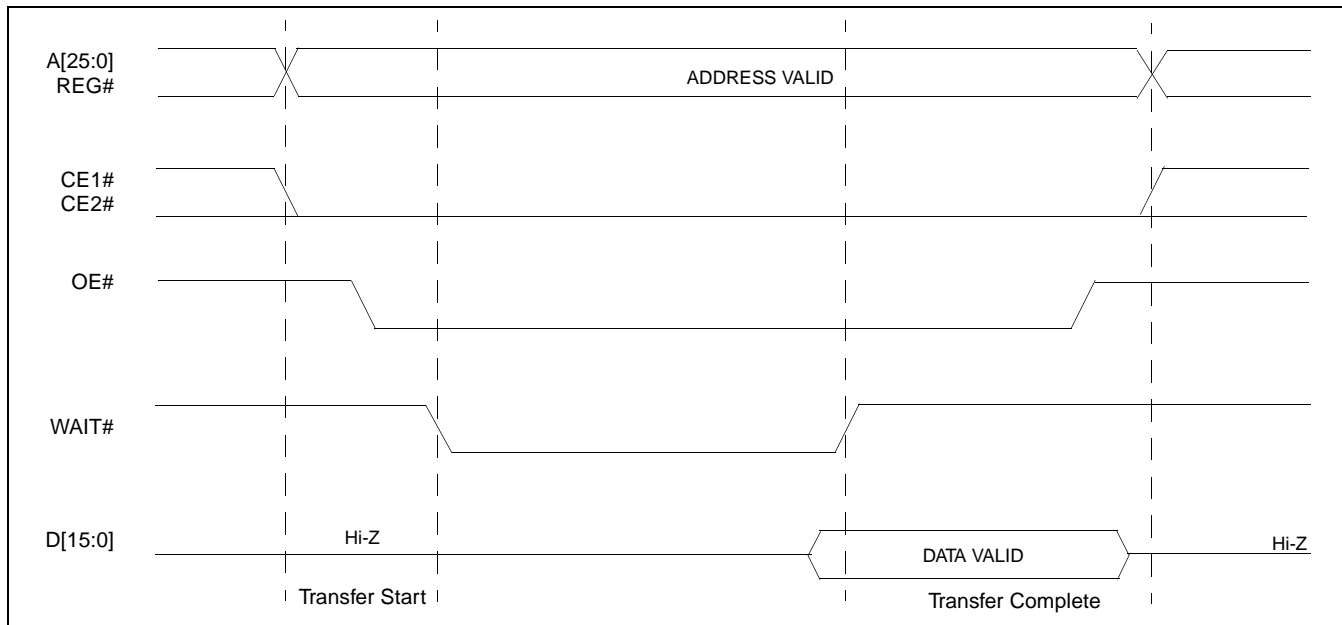 A[25:0]
REG#
ADDRESS VALID
CE1#
CE2#
OE#
WAIT#
D[15:0]
Hi-Z
DATA VALID
Hi-Z
Transfer Start
Transfer Complete